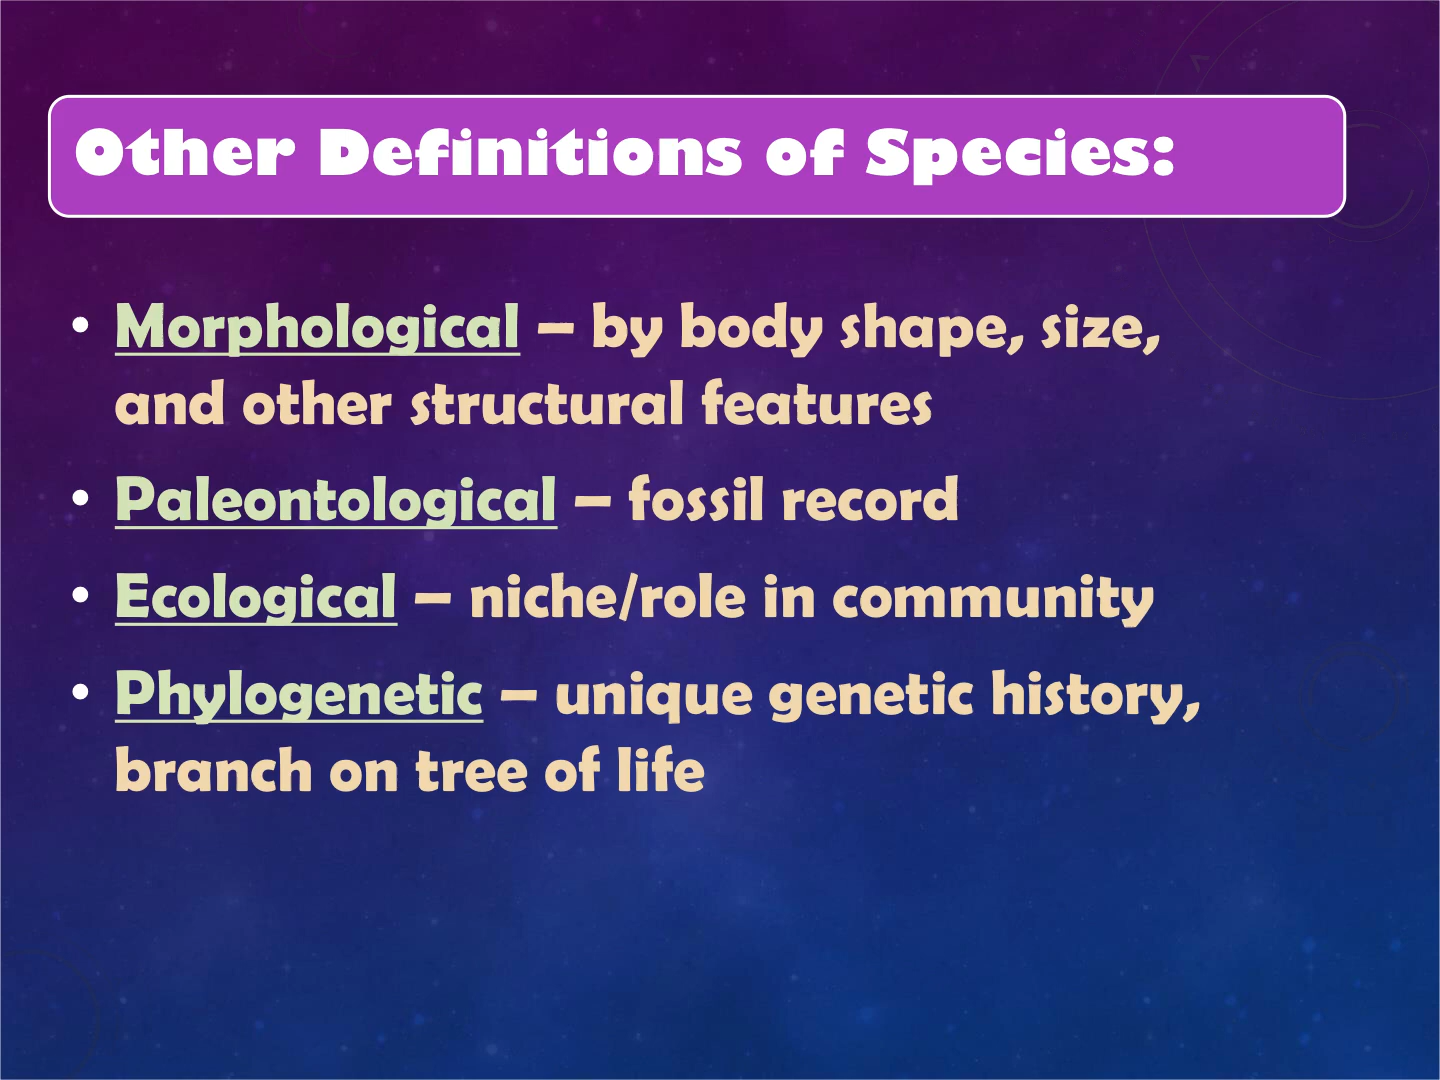 Other Definitions of Species:
• Morphological – by body shape, size,
and other structural features
• Paleontological – fossil record
• Ecological – niche/role in community
• Phylogenetic – unique genetic history,
branch on tree of life